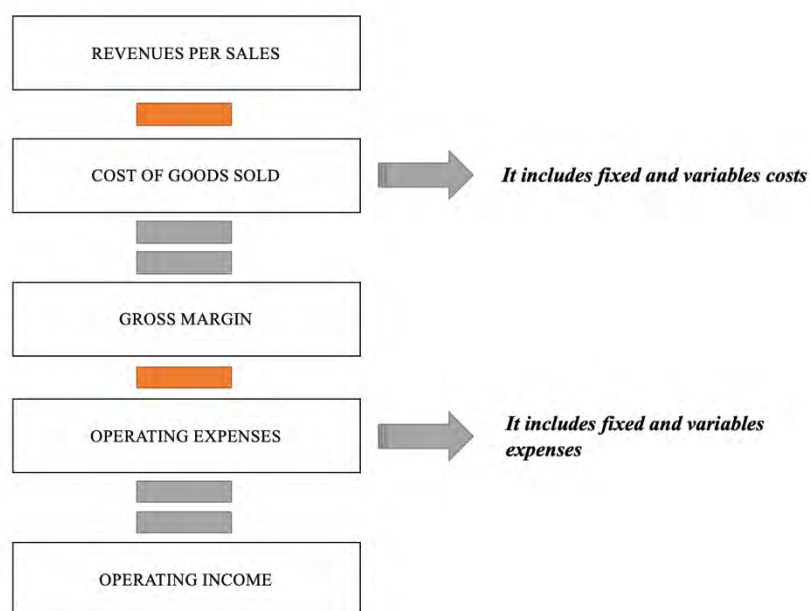 REVENUES PER SALES
COST OF GOODS SOLD
It includes fixed and variables costs
GROSS MARGIN
OPERATING EXPENSES
It includes fixed and variables
expenses
OPERATING INCOME